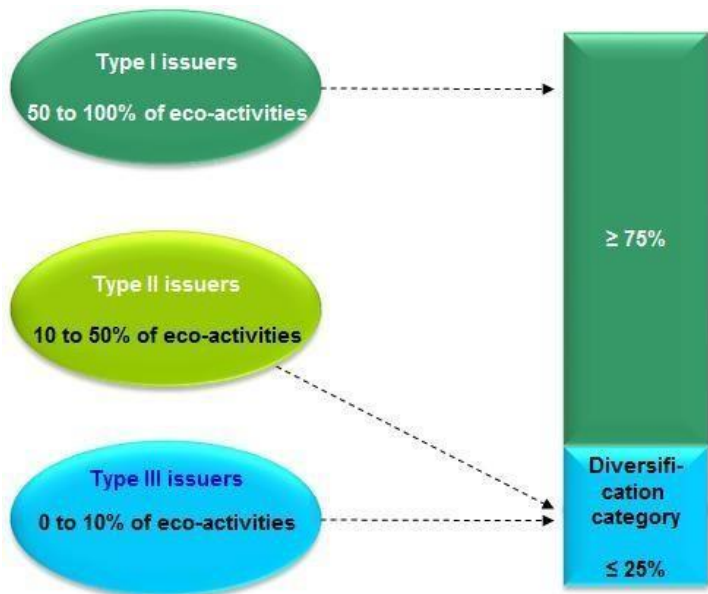 Type I issuers
50 to 100% of eco-activities
≥ 75%
Type II issuers
10 to 50% of eco-activities
Type III issuers
0 to 10% of eco-activities
Diversifi-
cation
category
≤ 25%